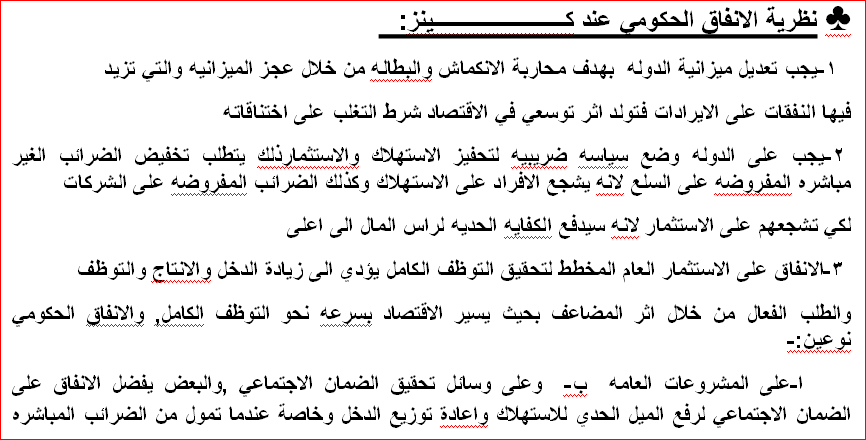 ♣ نظرية الانفاق الحكومي عند كـــــــــــــــــــــينز:
١-يجب تعديل ميزانية الدوله بهدف محاربة الانكماش والبطاله من خلال عجز الميزانيه والتي تزيد
فيها النفقات على الايرادات فتولد اثر توسعي في الاقتصاد شرط التغلب على اختناقاته
٢-يجب على الدوله وضع سياسه ضريبيه لتحفيز الاستهلاك والاستثمارذلك يتطلب تخفيض الضرائب الغير
مباشره المفروضه على السلع لانه يشجع الافراد على الاستهلاك وكذلك الضرائب المفروضه على الشركات
لكي تشجعهم على الاستثمار لانه سيدفع الكفايه الحديه لراس المال الى اعلى
٣-الانفاق على الاستثمار العام المخطط لتحقيق التوظف الكامل يؤدي الى زيادة الدخل والانتاج والتوظف
والطلب الفعال من خلال اثر المضاعف بحيث يسير الاقتصاد بسرعه نحو التوظف الكامل, والانفاق الحكومي
نوعين:-
ا-على المشروعات العامه ب- وعلى وسائل تحقيق الضمان الاجتماعي ,والبعض يفضل الانفاق على
الضمان الاجتماعي لرفع الميل الحدي للاستهلاك واعادة توزيع الدخل وخاصة عندما تمول من الضرائب المباشره